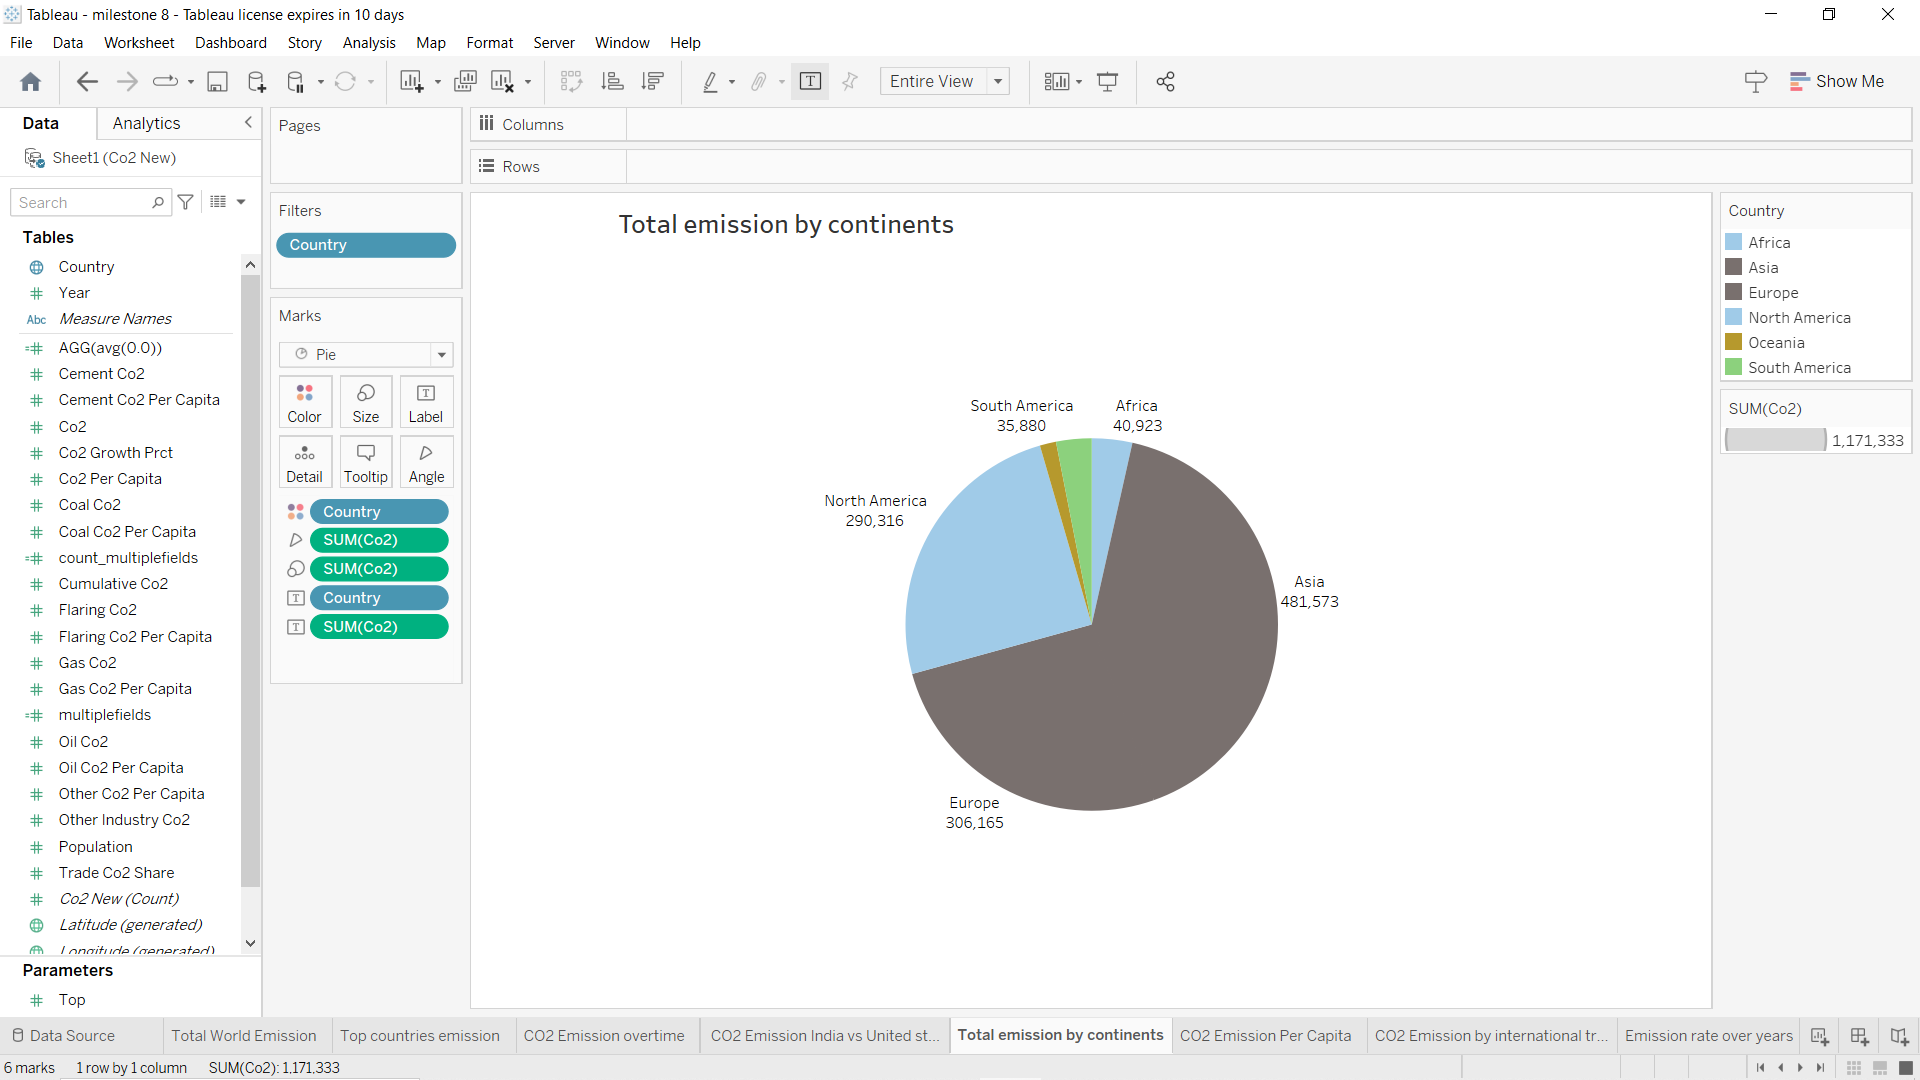 Tableau - milestone 8 - Tableau license expires in 10 days
File Data Worksheet Dashboard Story Analysis Map Format Server Window Help
Entire View
Show Me
Data Analytics
Sheet1 (Co2 New)
Search
Tables
Country
Year
Abc Measure Names
AGG(avg(0.0))
Cement Co2
Cement Co2 Per Capita
Co2
Co2 Growth Prct
Co2 Per Capita
Coal Co2
Coal Co2 Per Capita
count_multiplefields
Cumulative Co2
Flaring Co2
Flaring Co2 Per Capita
Gas Co2
Gas Co2 Per Capita
multiplefields
Oil Co2
Oil Co2 Per Capita
Other Co2 Per Capita
Other Industry Co2
Population
Trade Co2 Share
Co2 New (Count)
Latitude (generated)
Longitude (generated)
Parameters
Top
Pages
Filters
Country
Marks
Pie
Color Size Label
Detail Tooltip Angle
Country
SUM(Co2)
SUM(Co2)
Country
SUM(Co2)
Columns
Rows
Total emission by continents
South America
35,880
Africa
40,923
North America
290,316
Asia
481,573
Europe
306,165
Country
Africa
Asia
Europe
North America
Oceania
South America
SUM(Co2)
1,171,333
Data Source Total World Emission Top countries emission CO2 Emission overtime CO2 Emission India vs United st... Total emission by continents CO2 Emission Per Capita CO2 Emission by international tr... Emission rate over years
6 marks 1 row by 1 column SUM(Co2): 1,171,333